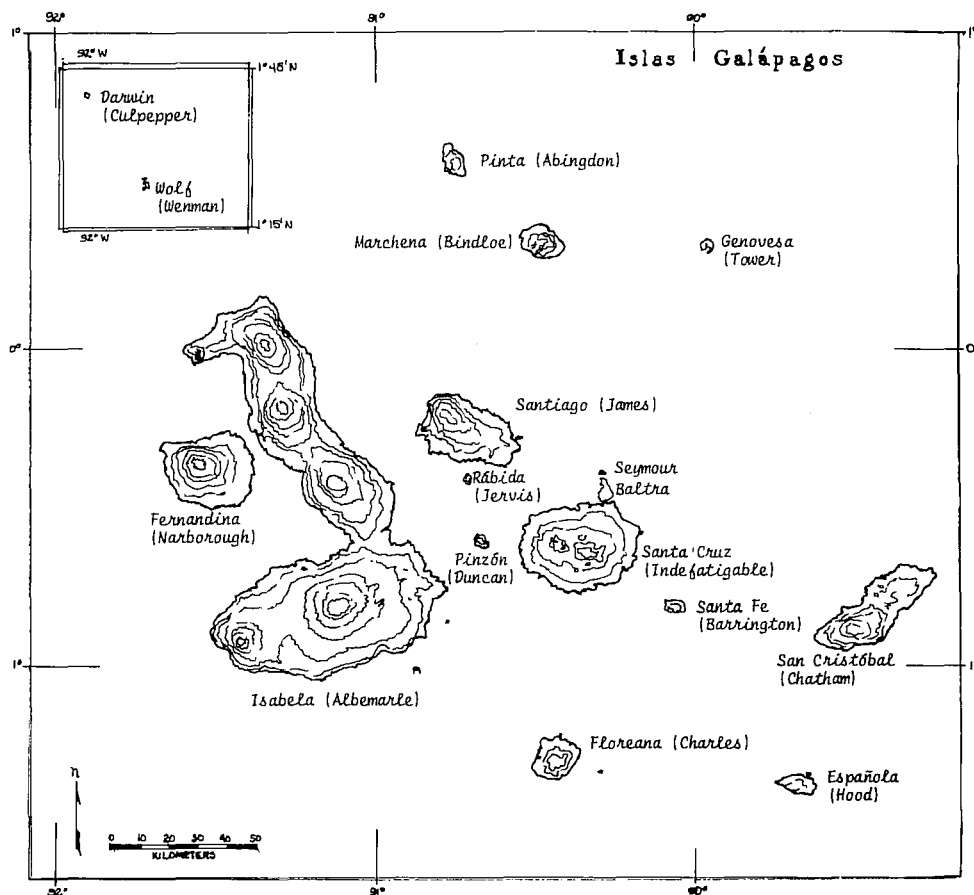 92°
91°
90°
1°
1°
Islas Galápagos
92° W
1° 45' N
Darwin
(Culpepper)
Wolf
(Wenman)
92° W
1° 15' N
Pinta (Abingdon)
Marchena (Bindloe)
Genovesa
(Tower)
0°
0°
Santiago (James)
Rábida
(Jervis)
Seymour
Baltra
Fernandina
(Narborough)
Pinzón
(Duncan)
Santa Cruz
(Indefatigable)
Santa Fe
(Barrington)
San Cristóbal
(Chatham)
1°
1°
Isabela (Albemarle)
Floreana (Charles)
Española
(Hood)
n
0 10 20 30 40 50
KILOMETERS
92°
91°
90°